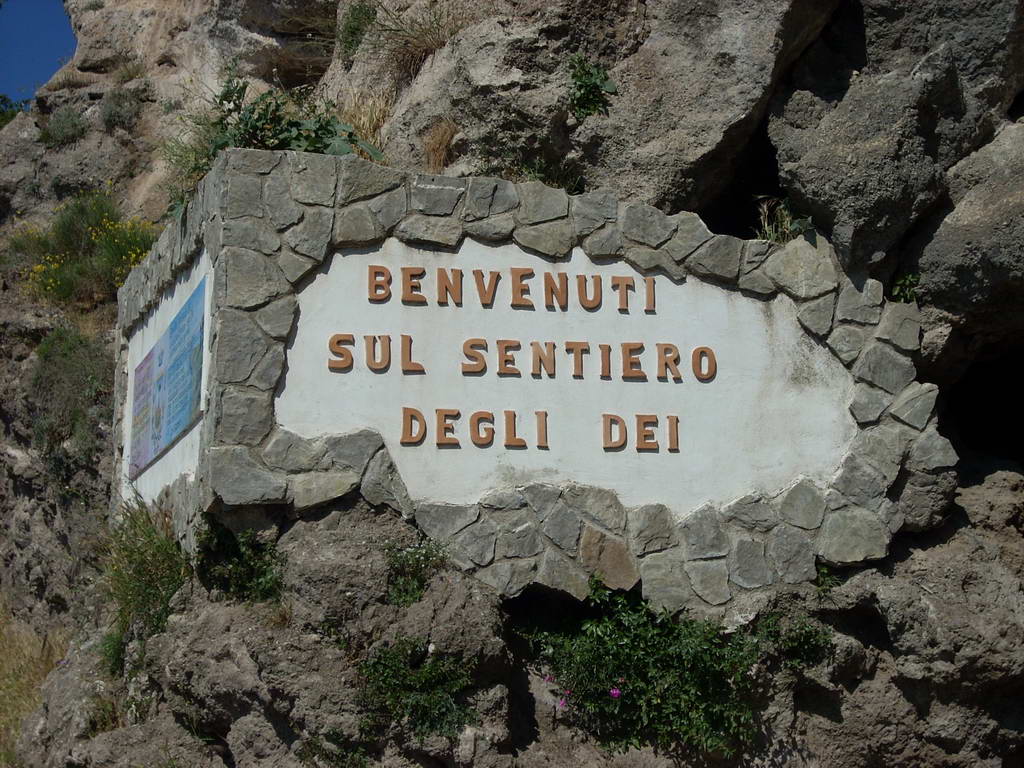 BENVENUTI
SUL SENTIERO
DEGLI DEI